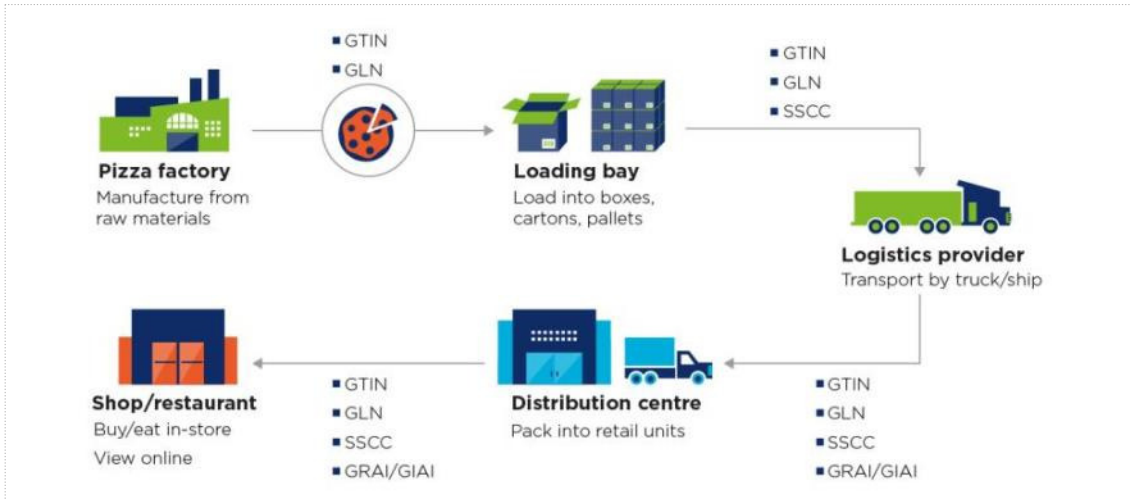 GTIN
GLN
Pizza factory
Manufacture from
raw materials
Loading bay
Load into boxes,
cartons, pallets
GTIN
GLN
SSCC
Logistics provider
Transport by truck/ship
GTIN
GLN
SSCC
GRAI/GIAI
Distribution centre
Pack into retail units
GTIN
GLN
SSCC
GRAI/GIAI
Shop/restaurant
Buy/eat in-store
View online